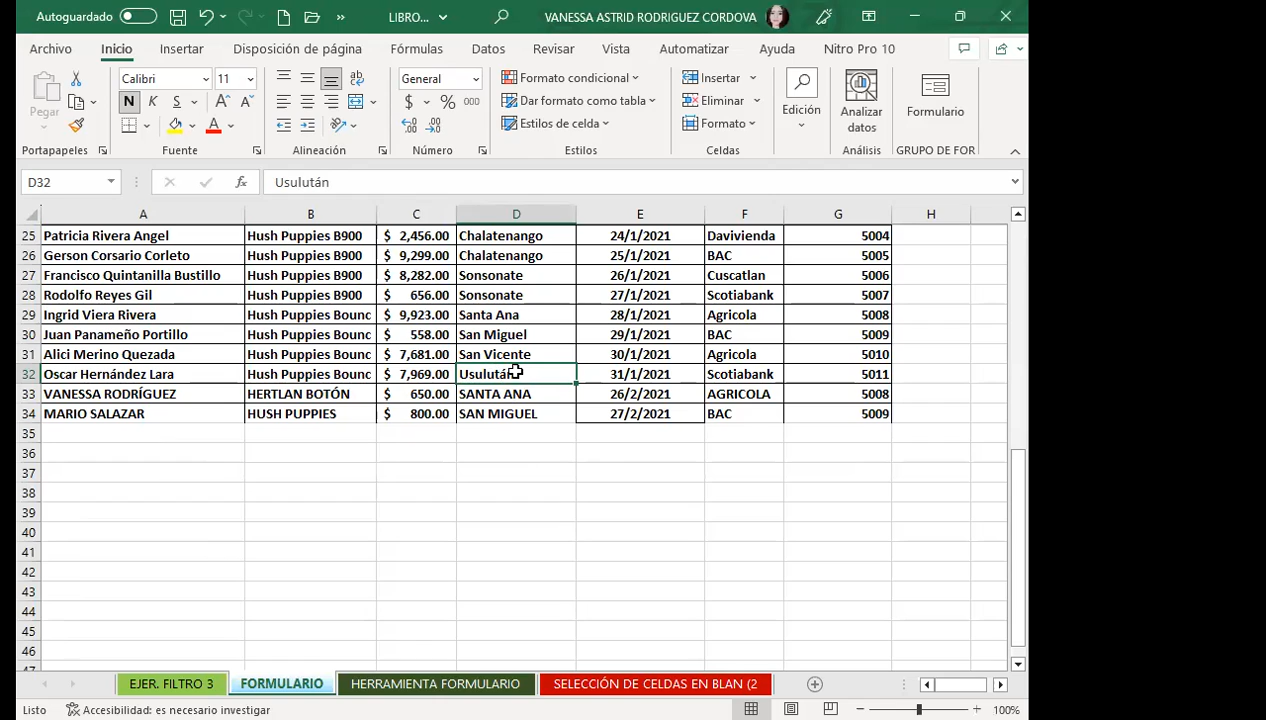 Autoguardado LIBRO... VANESSA ASTRID RODRIGUEZ CORDOVA
Archivo Inicio Insertar Disposición de página Fórmulas Datos Revisar Vista Automatizar Ayuda Nitro Pro 10
Pegar Calibri 11 General Formato condicional Insertar Edición Analizar datos Formulario
N K S $ % 000 Dar formato como tabla Eliminar
A Estilos de celda Formato
Portapapeles Fuente Alineación Número Estilos Celdas Análisis GRUPO DE FOR
D32 fx Usulután
A B C D E F G H
25 Patricia Rivera Angel Hush Puppies B900 $ 2,456.00 Chalatenango 24/1/2021 Davivienda 5004
26 Gerson Corsario Corleto Hush Puppies B900 $ 9,299.00 Chalatenango 25/1/2021 BAC 5005
27 Francisco Quintanilla Bustillo Hush Puppies B900 $ 8,282.00 Sonsonate 26/1/2021 Cuscatlan 5006
28 Rodolfo Reyes Gil Hush Puppies B900 $ 656.00 Sonsonate 27/1/2021 Scotiabank 5007
29 Ingrid Viera Rivera Hush Puppies Bounc $ 9,923.00 Santa Ana 28/1/2021 Agricola 5008
30 Juan Panameño Portillo Hush Puppies Bounc $ 558.00 San Miguel 29/1/2021 BAC 5009
31 Alici Merino Quezada Hush Puppies Bounc $ 7,681.00 San Vicente 30/1/2021 Agricola 5010
32 Oscar Hernández Lara Hush Puppies Bounc $ 7,969.00 Usulután 31/1/2021 Scotiabank 5011
33 VANESSA RODRÍGUEZ HERTLAN BOTÓN $ 650.00 SANTA ANA 26/2/2021 AGRICOLA 5008
34 MARIO SALAZAR HUSH PUPPIES $ 800.00 SAN MIGUEL 27/2/2021 BAC 5009
35
36
37
38
39
40
41
42
43
44
45
46
47
EJER. FILTRO 3 FORMULARIO HERRAMIENTA FORMULARIO SELECCIÓN DE CELDAS EN BLAN (2
Listo Accesibilidad: es necesario investigar 100%